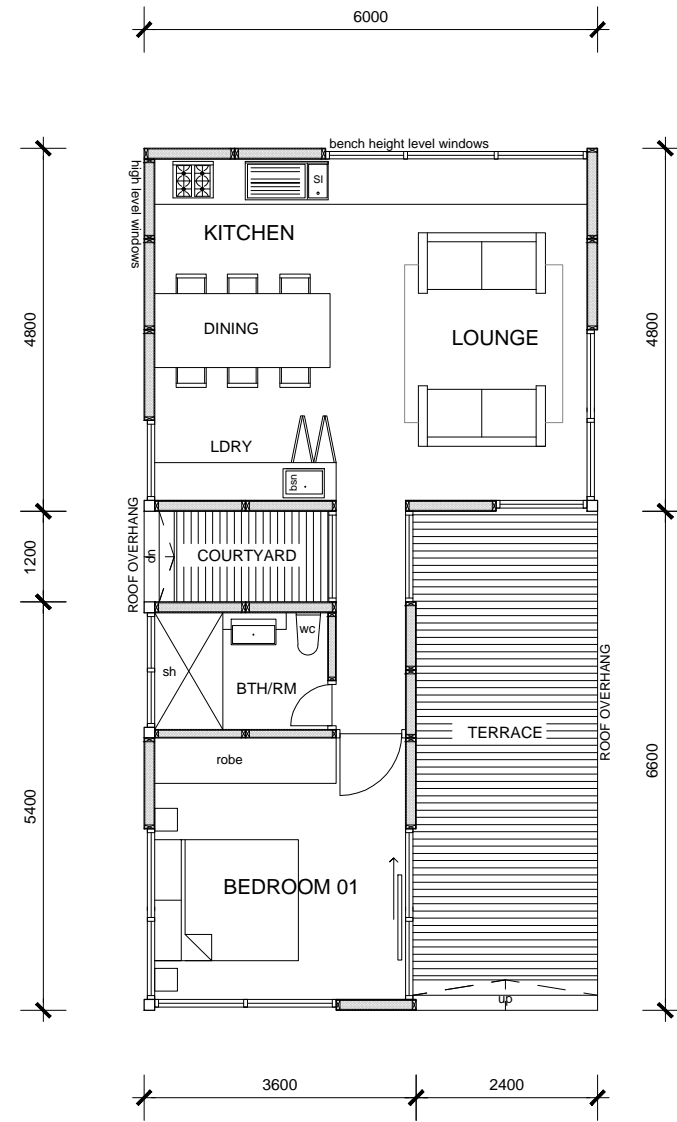 6000
bench height level windows
high level windows
SI
KITCHEN
DINING
LOUNGE
4800
4800
LDRY
bsn
ROOF OVERHANG
dn
COURTYARD
1200
wc
sh
BTH/RM
ROOF OVERHANG
TERRACE
robe
6600
5400
BEDROOM 01
up
3600
2400